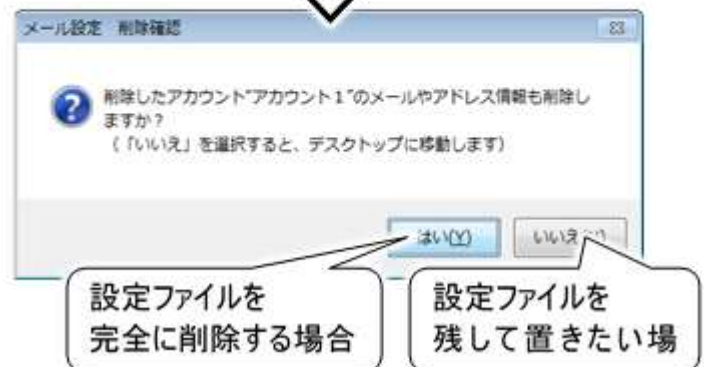 メール設定 削除確認
削除したアカウント"アカウント1"のメールやアドレス情報も削除し
ますか?
(「いいえ」を選択すると、デスクトップに移動します)
はい(Y)
いいえ
設定ファイルを
完全に削除する場合
設定ファイルを
残して置きたい場